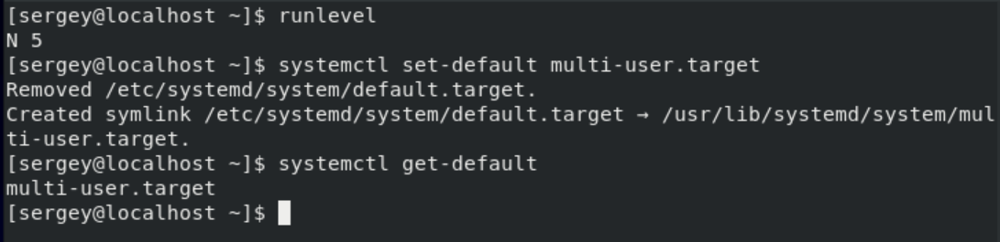 [sergey@localhost ~]$ runlevel
N 5
[sergey@localhost ~]$ systemctl set-default multi-user.target
Removed /etc/systemd/system/default.target.
Created symlink /etc/systemd/system/default.target → /usr/lib/systemd/system/mul
ti-user.target.
[sergey@localhost ~]$ systemctl get-default
multi-user.target
[sergey@localhost ~]$